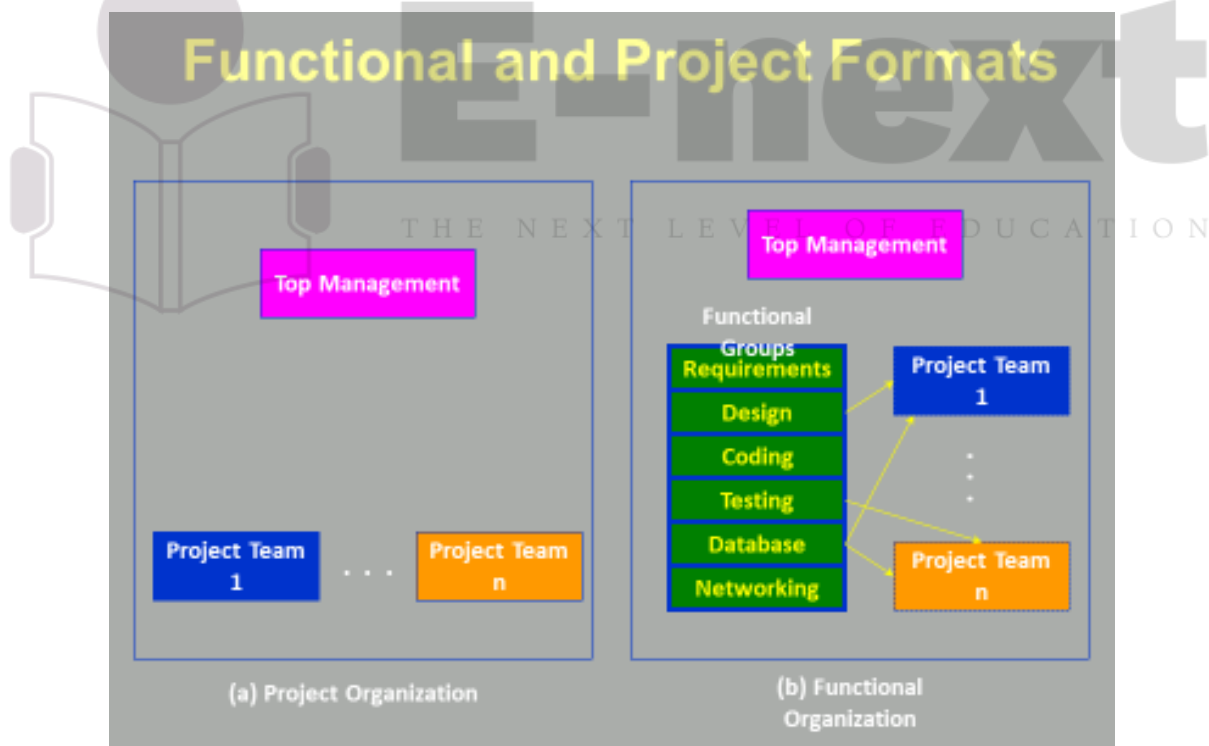 E-next
THE NEXT LEVEL OF EDUCATION
Functional and Project Formats
Top Management
Project Team
1
. . .
Project Team
n
(a) Project Organization
Top Management
Functional
Groups
Requirements
Design
Coding
Testing
Database
Networking
Project Team
1
.
.
.
Project Team
n
(b) Functional
Organization